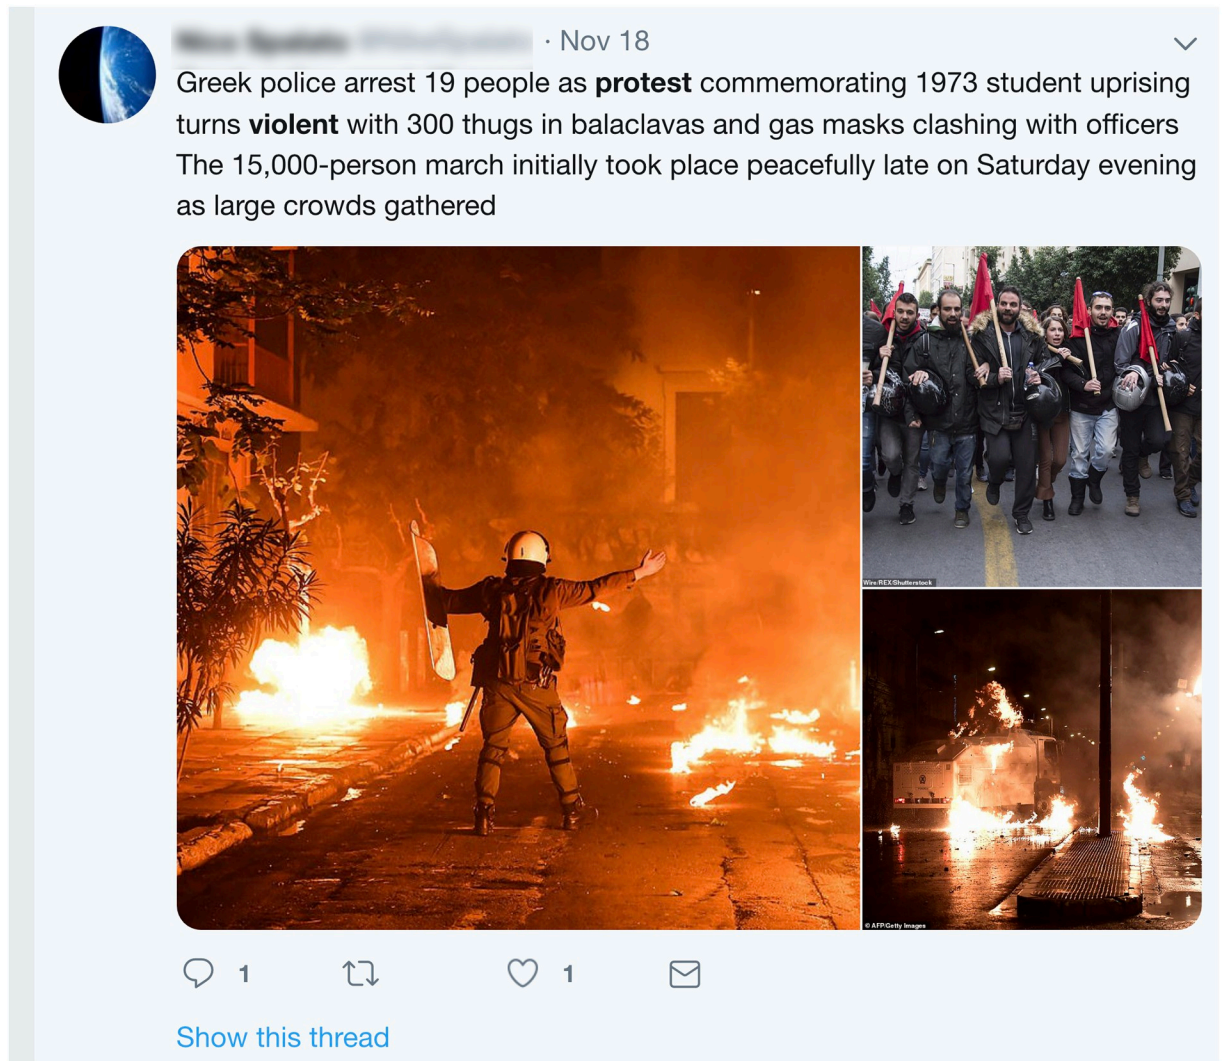 · Nov 18
Greek police arrest 19 people as protest commemorating 1973 student uprising
turns violent with 300 thugs in balaclavas and gas masks clashing with officers
The 15,000-person march initially took place peacefully late on Saturday evening
as large crowds gathered
Wire/REX/Shutterstock
© AFP/Getty Images
1
1
Show this thread